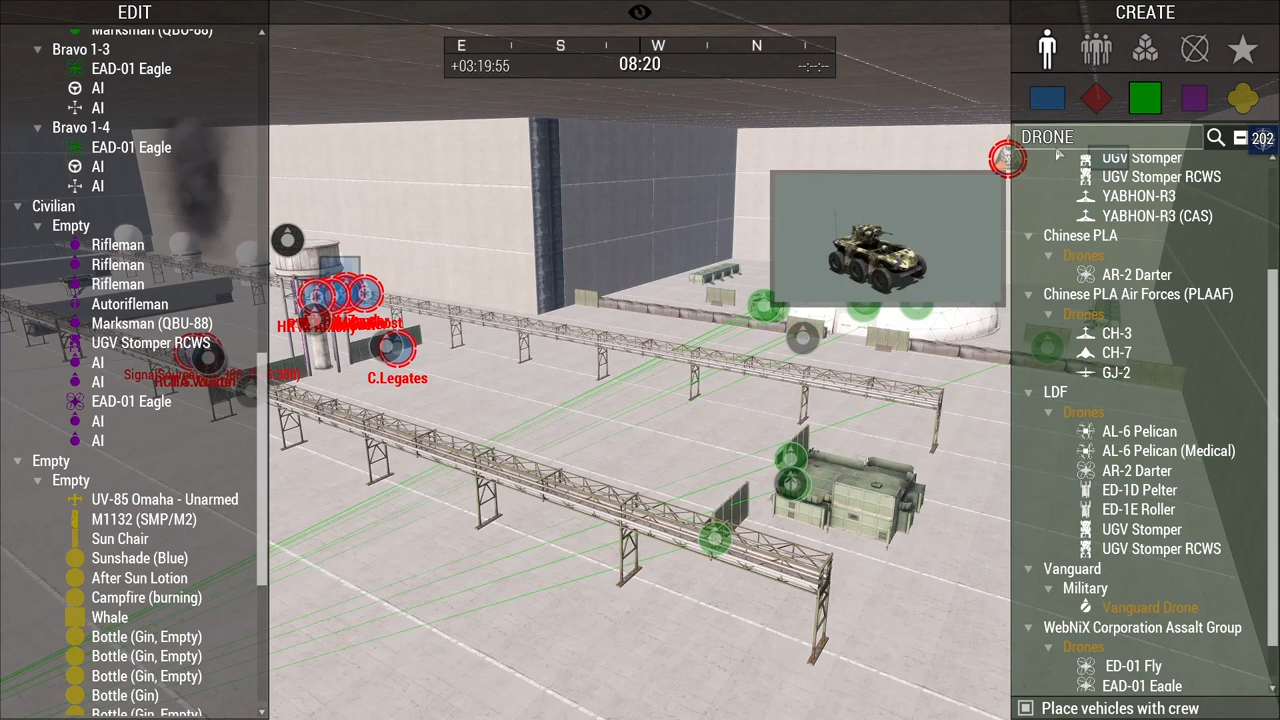 EDIT
Marksman (QBU-88)
Bravo 1-3
EAD-01 Eagle
AI
AI
Bravo 1-4
EAD-01 Eagle
AI
AI
Civilian
Empty
Rifleman
Rifleman
Rifleman
Autorifleman
Marksman (QBU-88)
UGV Stomper RCWS
AI
AI
EAD-01 Eagle
AI
AI
Empty
Empty
UV-85 Omaha - Unarmed
M1132 (SMP/M2)
Sun Chair
Sunshade (Blue)
After Sun Lotion
Campfire (burning)
Whale
Bottle (Gin, Empty)
Bottle (Gin, Empty)
Bottle (Gin, Empty)
Bottle (Gin)
Bottle (Gin, Empty)
E S W N
+03:19:55 08:20 --:--:--
C.Legates
CREATE
DRONE
202
UGV Stomper
UGV Stomper RCWS
YABHON-R3
YABHON-R3 (CAS)
Chinese PLA
Drones
AR-2 Darter
Chinese PLA Air Forces (PLAAF)
Drones
CH-3
CH-7
GJ-2
LDF
Drones
AL-6 Pelican
AL-6 Pelican (Medical)
AR-2 Darter
ED-1D Pelter
ED-1E Roller
UGV Stomper
UGV Stomper RCWS
Vanguard
Military
Vanguard Drone
WebNiX Corporation Assalt Group
Drones
ED-01 Fly
EAD-01 Eagle
Place vehicles with crew